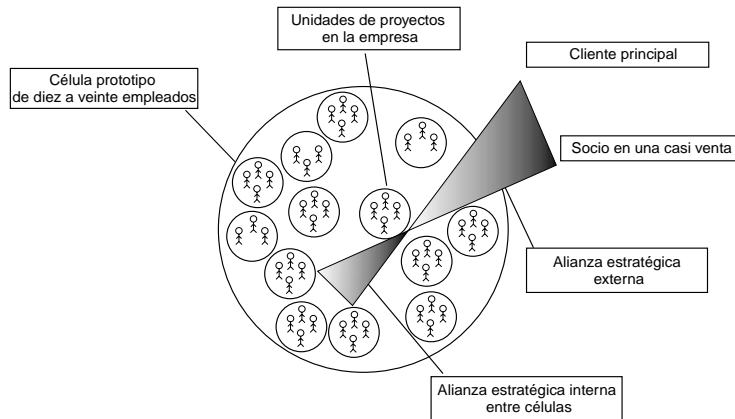 Unidades de proyectos
en la empresa
Cliente principal
Célula prototipo
de diez a veinte empleados
Socio en una casi venta
Alianza estratégica
externa
Alianza estratégica interna
entre células